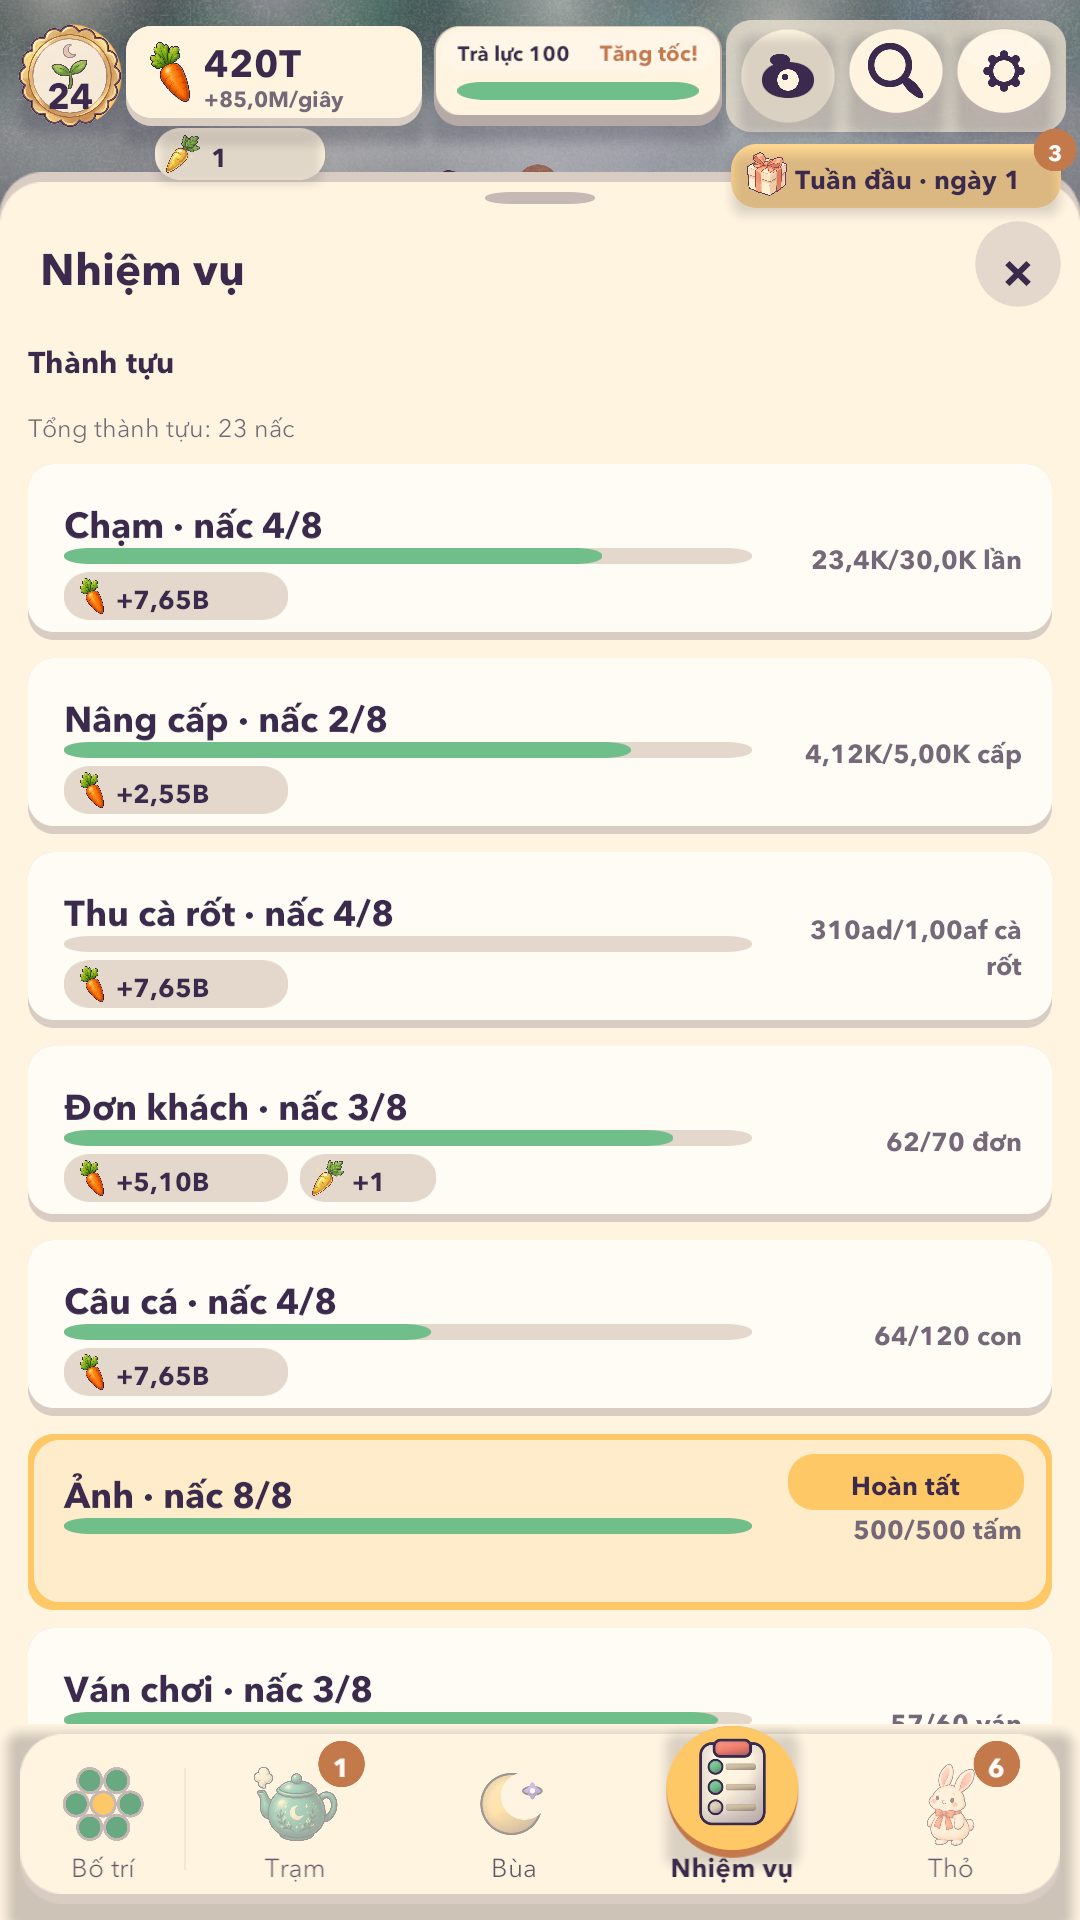 24
420T
+85,0M/giây
Trà lực 100
Tăng tốc!
1
3
Tuần đầu · ngày 1
Nhiệm vụ
×
Thành tựu
Tổng thành tựu: 23 nấc
Chạm · nấc 4/8
23,4K/30,0K lần
+7,65B
Nâng cấp · nấc 2/8
4,12K/5,00K cấp
+2,55B
Thu cà rốt · nấc 4/8
310ad/1,00af cà
rốt
+7,65B
Đơn khách · nấc 3/8
62/70 đơn
+5,10B
+1
Câu cá · nấc 4/8
64/120 con
+7,65B
Ảnh · nấc 8/8
Hoàn tất
500/500 tấm
Ván chơi · nấc 3/8
57/60 ván
1
6
Bố trí
Trạm
Bùa
Nhiệm vụ
Thỏ